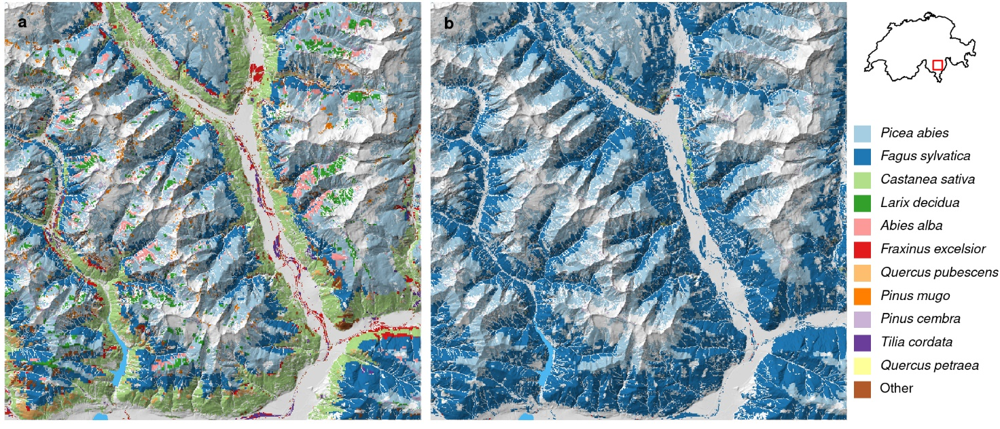 a
b
Picea abies
Fagus sylvatica
Castanea sativa
Larix decidua
Abies alba
Fraxinus excelsior
Quercus pubescens
Pinus mugo
Pinus cembra
Tilia cordata
Quercus petraea
Other